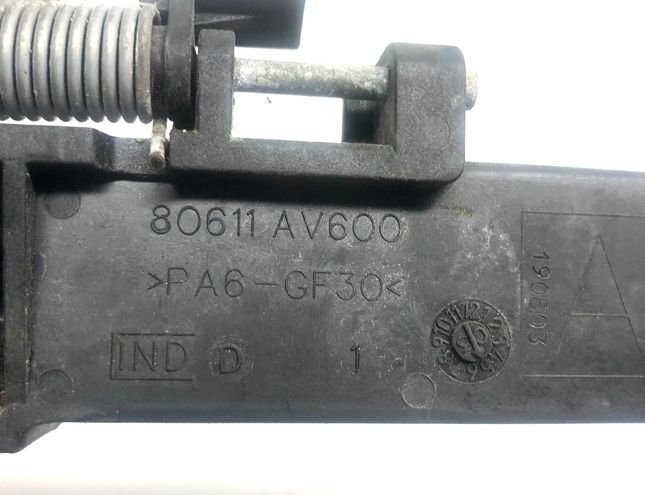 80611 AV600
>PA6-GF30<
IND D 1
A
190503